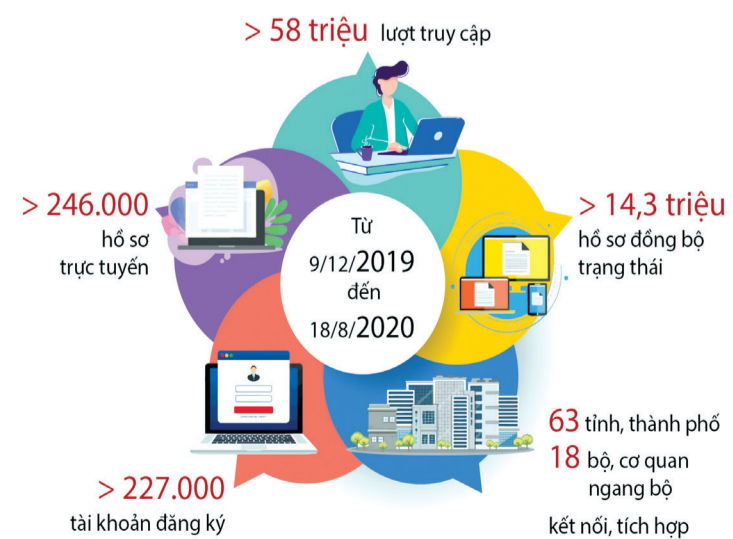 > 58 triệu lượt truy cập
> 246.000
hồ sơ
trực tuyến
> 14,3 triệu
hồ sơ đồng bộ
trạng thái
Từ
9/12/2019
đến
18/8/2020
> 227.000
tài khoản đăng ký
63 tỉnh, thành phố
18 bộ, cơ quan
ngang bộ
kết nối, tích hợp